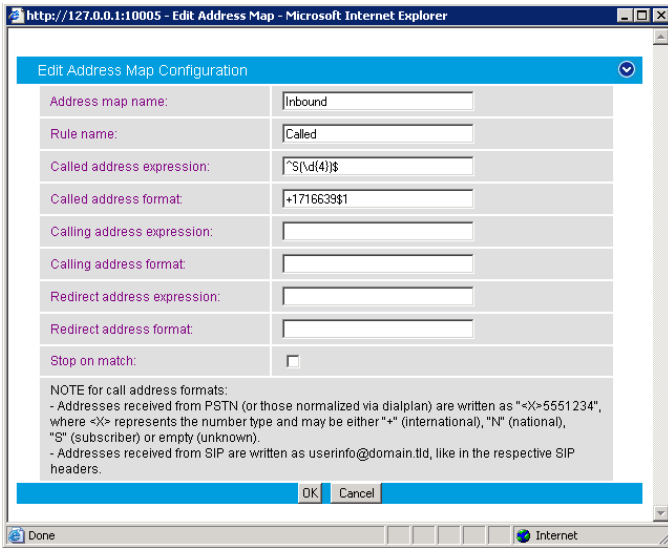 http://127.0.0.1:10005 - Edit Address Map - Microsoft Internet Explorer
Edit Address Map Configuration
Address map name: Inbound
Rule name: Called
Called address expression: ^S(\d{4})$
Called address format: +1716639$1
Calling address expression:
Calling address format:
Redirect address expression:
Redirect address format:
Stop on match:
NOTE for call address formats:
- Addresses received from PSTN (or those normalized via dialplan) are written as "<X>5551234",
where <X> represents the number type and may be either "+" (international), "N" (national),
"S" (subscriber) or empty (unknown).
- Addresses received from SIP are written as userinfo@domain.tld, like in the respective SIP
headers.
OK Cancel
Done Internet